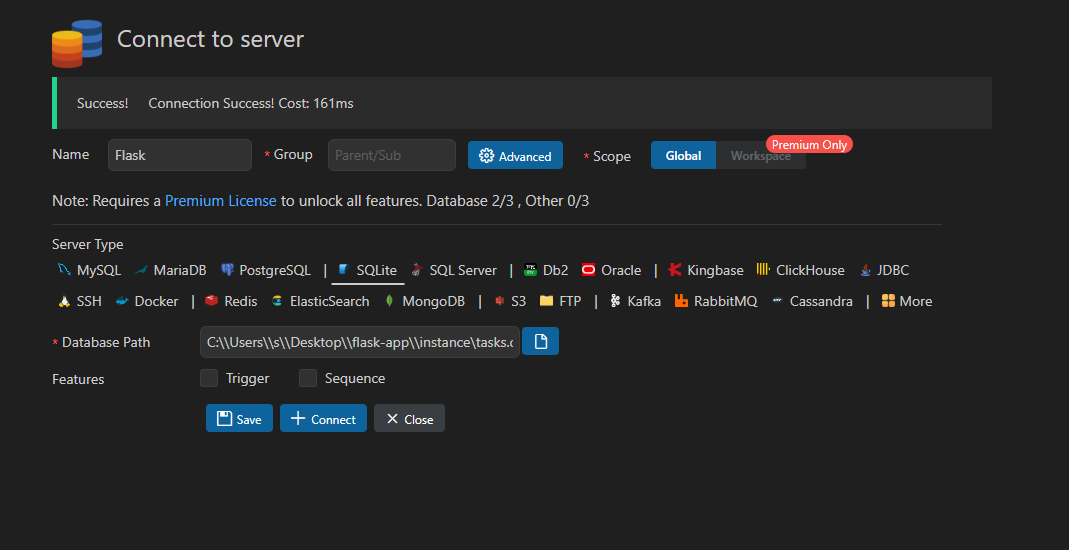 Connect to server
Success! Connection Success! Cost: 161ms
Name Flask * Group Parent/Sub Advanced * Scope Global Workspace Premium Only
Note: Requires a Premium License to unlock all features. Database 2/3 , Other 0/3
Server Type
MySQL MariaDB PostgreSQL | SQLite SQL Server | Db2 Oracle | Kingbase ClickHouse JDBC
SSH Docker | Redis ElasticSearch MongoDB | S3 FTP | Kafka RabbitMQ Cassandra | More
* Database Path C:\\Users\\s\\Desktop\\flask-app\\instance\tasks.
Features Trigger Sequence
Save Connect Close